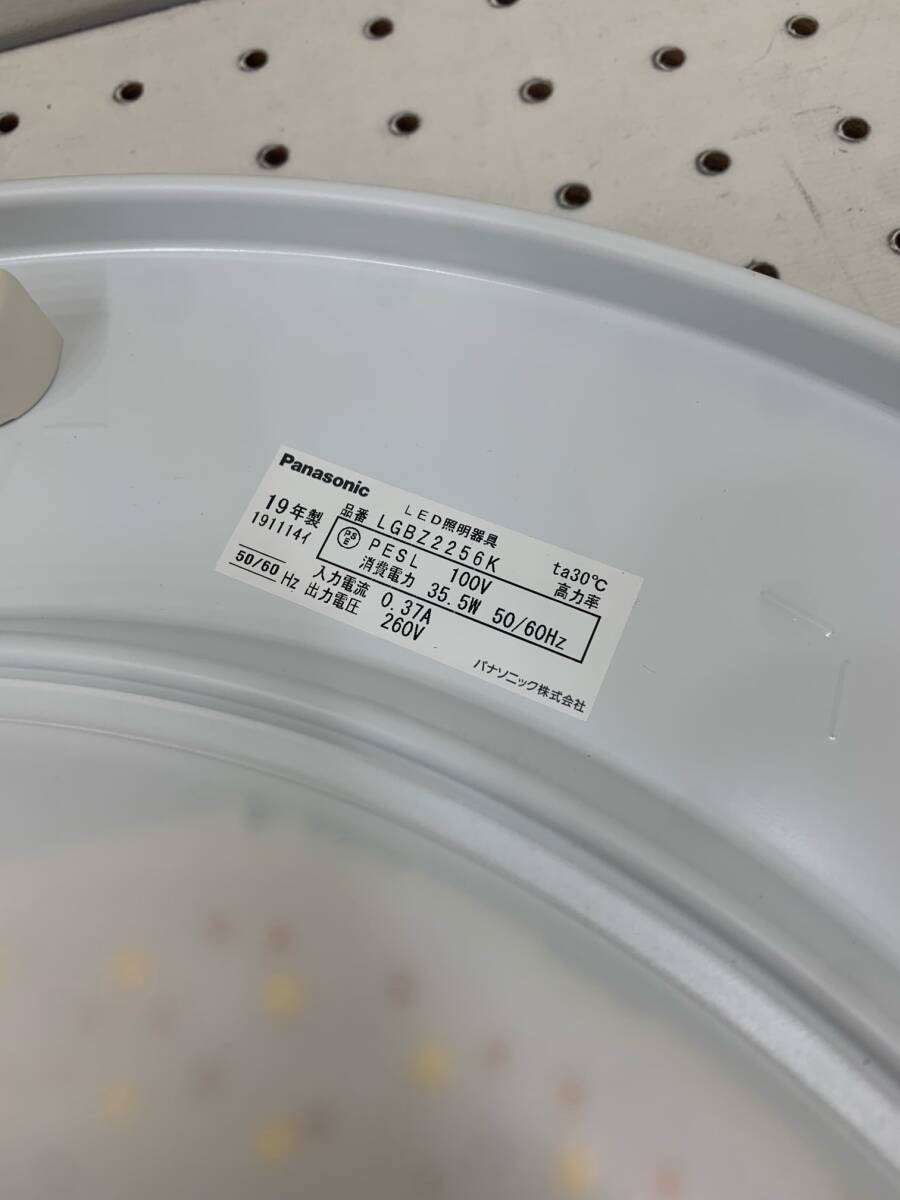 Panasonic
LED照明器具
19年製
品番 LGBZ2256K
ta30℃
191114イ
PS E
PESL 100V 高力率
消費電力 35.5W 50/60Hz
50/60 Hz
入力電流 0.37A
出力電圧 260V
パナソニック株式会社